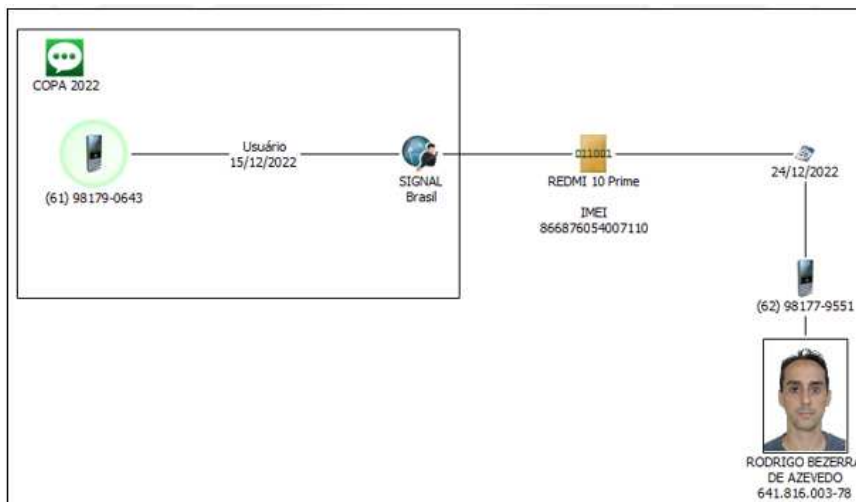 COPA 2022
(61) 98179-0643
Usuário
15/12/2022
SIGNAL
Brasil
011001
REDMI 10 Prime
IMEI
866876054007110
24/12/2022
(62) 98177-9551
RODRIGO BEZERRA
DE AZEVEDO
641.816.003-78